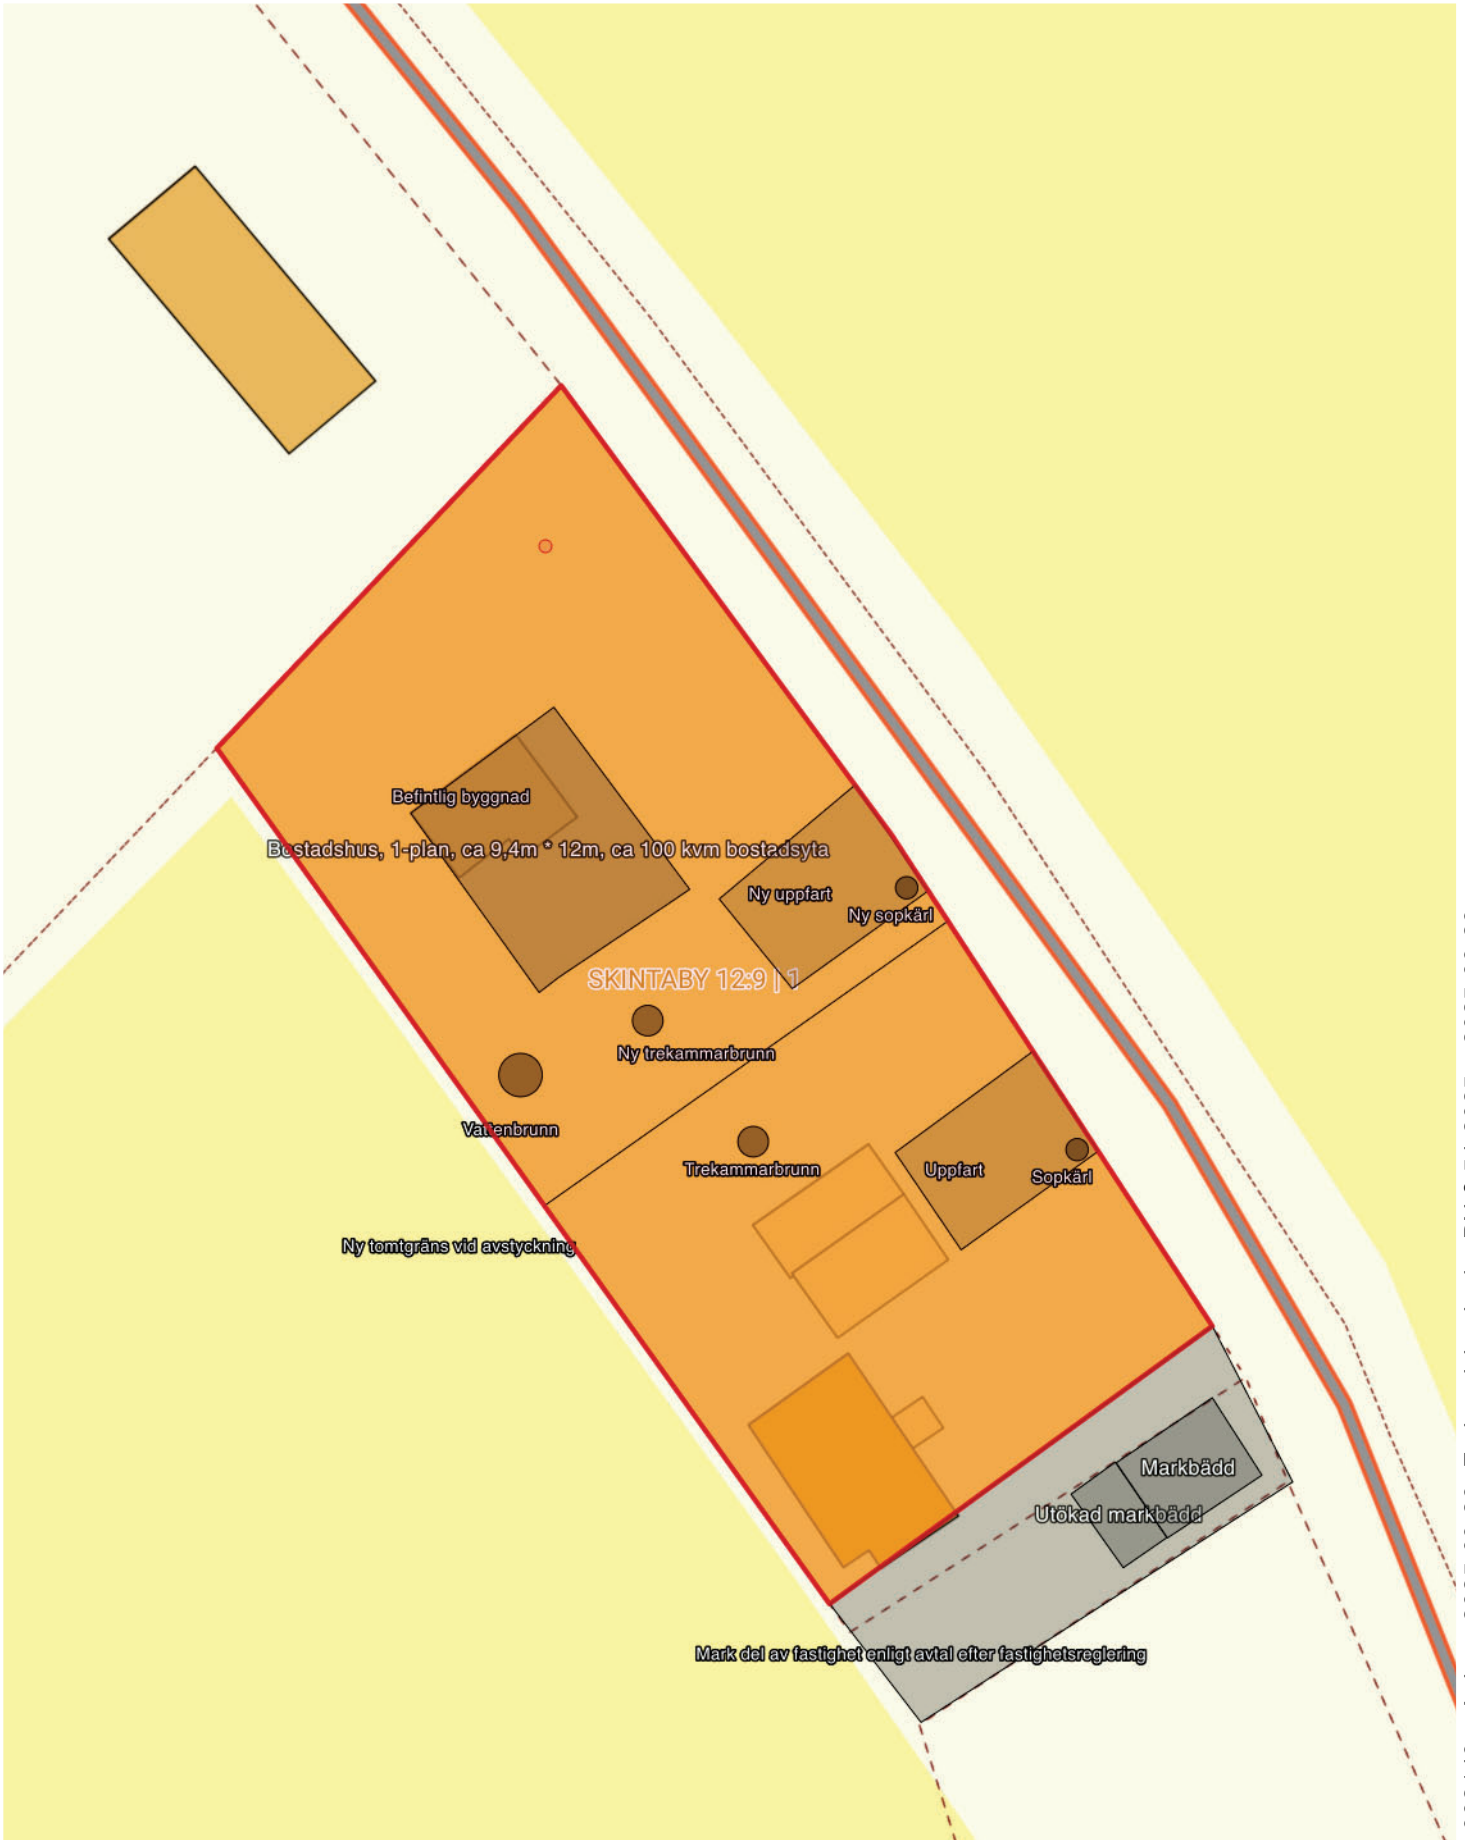 Befintlig byggnad
Bostadshus, 1-plan, ca 9,4m * 12m, ca 100 kvm bostadsyta
Ny uppfart
Ny sopkärl
SKINTABY 12:9 | 1
Ny trekammarbrunn
Vattenbrunn
Trekammarbrunn
Uppfart
Sopkärl
Ny tomtgräns vid avstyckning
Markbädd
Utökad markbädd
Mark del av fastighet enligt avtal efter fastighetsreglering